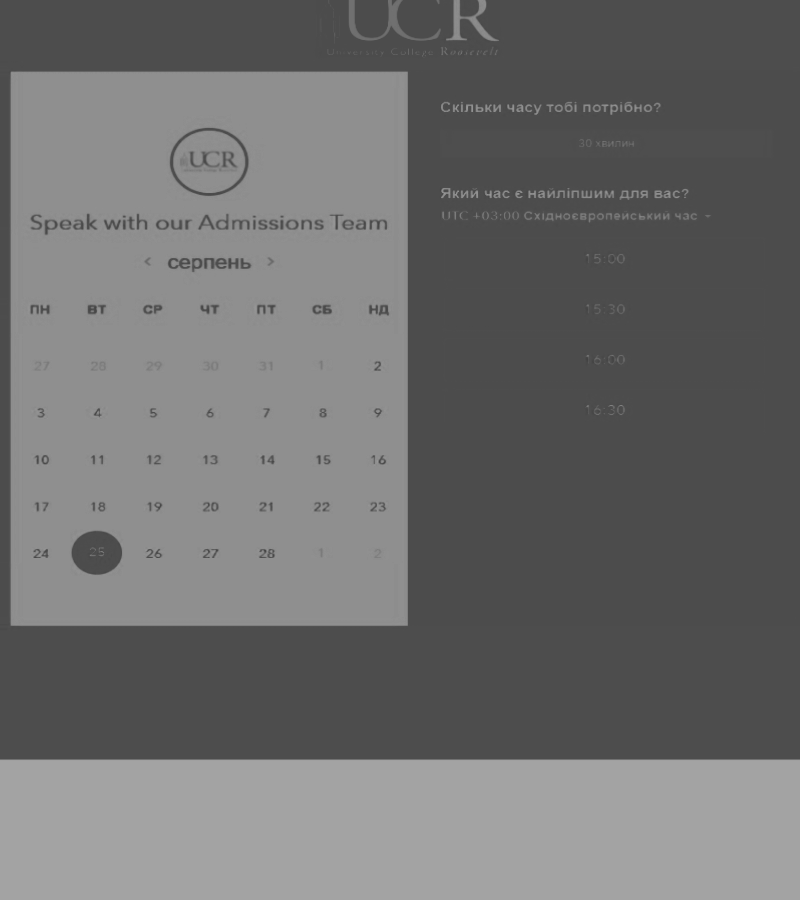 UCR
University College Roosevelt
UCR
Speak with our Admissions Team
‹ серпень ›
ПН ВТ СР ЧТ ПТ СБ НД
27 28 29 30 31 1 2
3 4 5 6 7 8 9
10 11 12 13 14 15 16
17 18 19 20 21 22 23
24 25 26 27 28 1 2
Скільки часу тобі потрібно?
30 хвилин
Який час є найліпшим для вас?
UTC +03:00 Східноєвропейський час
15:00
15:30
16:00
16:30